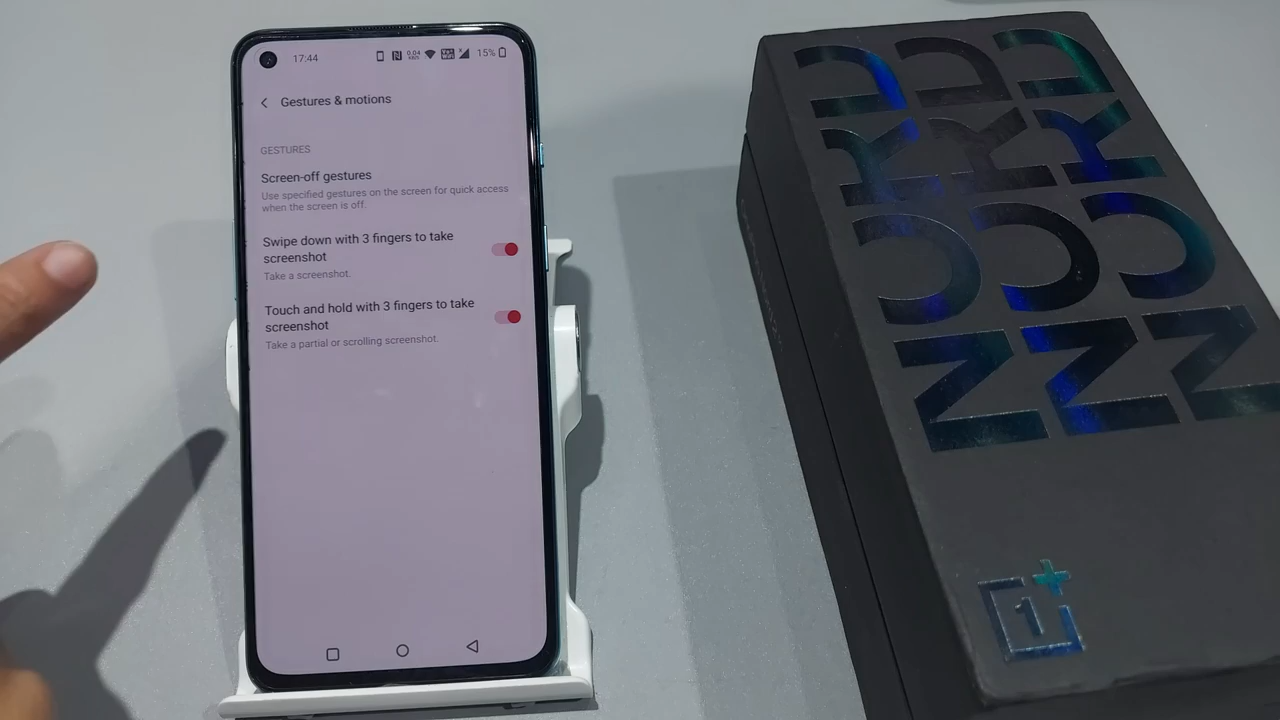 17:44
15%
Gestures & motions
GESTURES
Screen-off gestures
Use specified gestures on the screen for quick access
when the screen is off.
Swipe down with 3 fingers to take
screenshot
Take a screenshot.
Touch and hold with 3 fingers to take
screenshot
Take a partial or scrolling screenshot.
1+